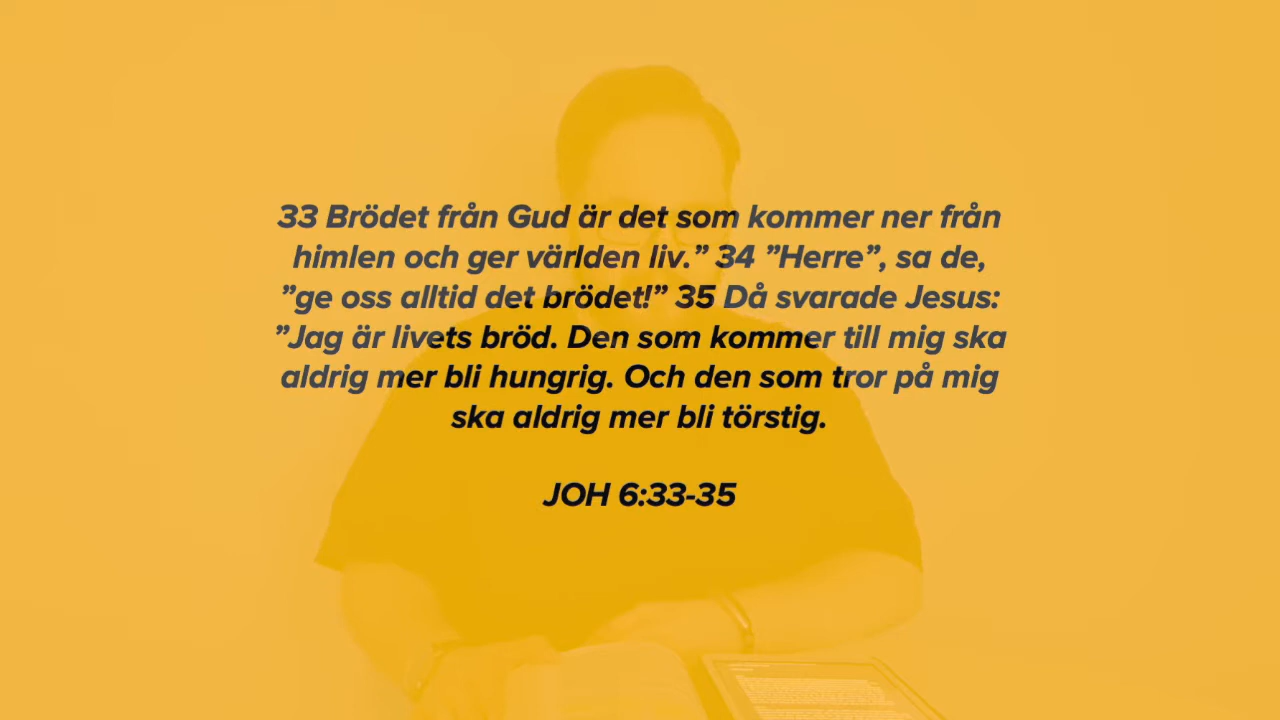 33 Brödet från Gud är det som kommer ner från
himlen och ger världen liv.” 34 ”Herre”, sa de,
”ge oss alltid det brödet!” 35 Då svarade Jesus:
”Jag är livets bröd. Den som kommer till mig ska
aldrig mer bli hungrig. Och den som tror på mig
ska aldrig mer bli törstig.
JOH 6:33-35